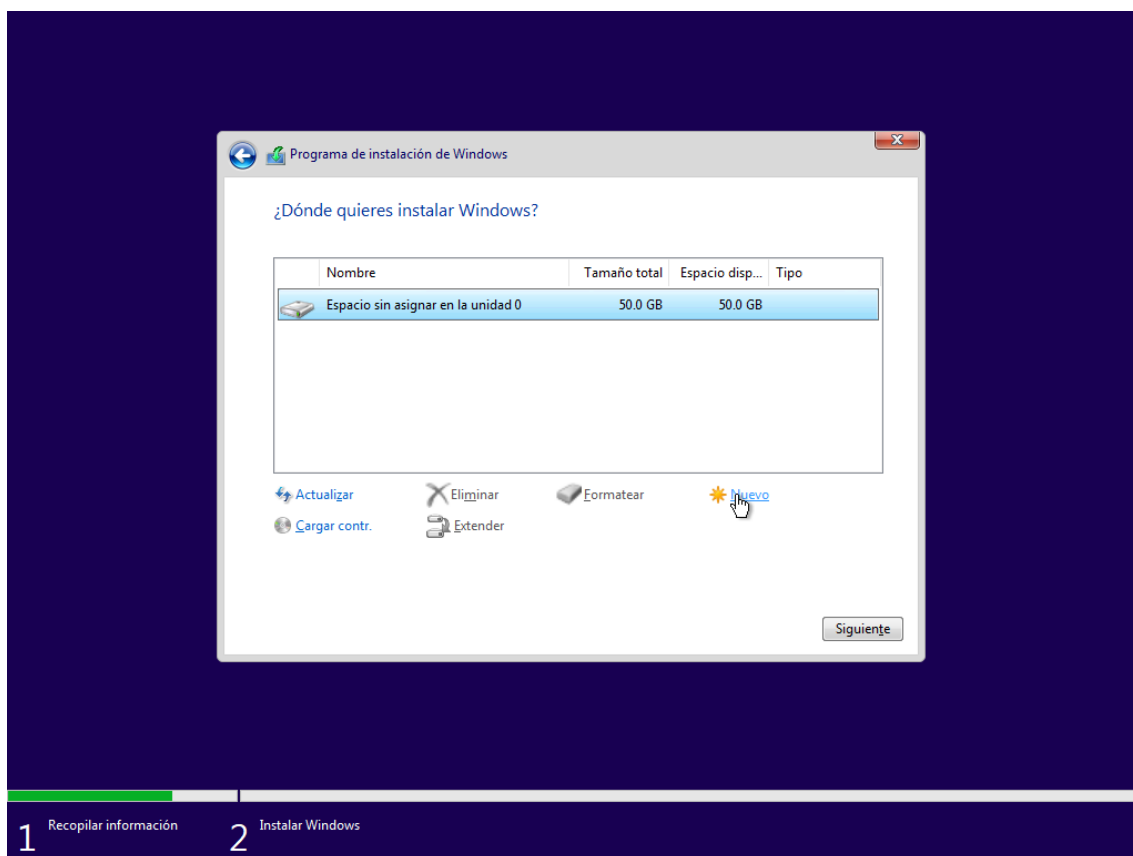 Programa de instalación de Windows
¿Dónde quieres instalar Windows?
Nombre Tamaño total Espacio disp... Tipo
Espacio sin asignar en la unidad 0 50.0 GB 50.0 GB
Actualizar Eliminar Formatear Nuevo
Cargar contr. Extender
Siguiente
1 Recopilar información 2 Instalar Windows